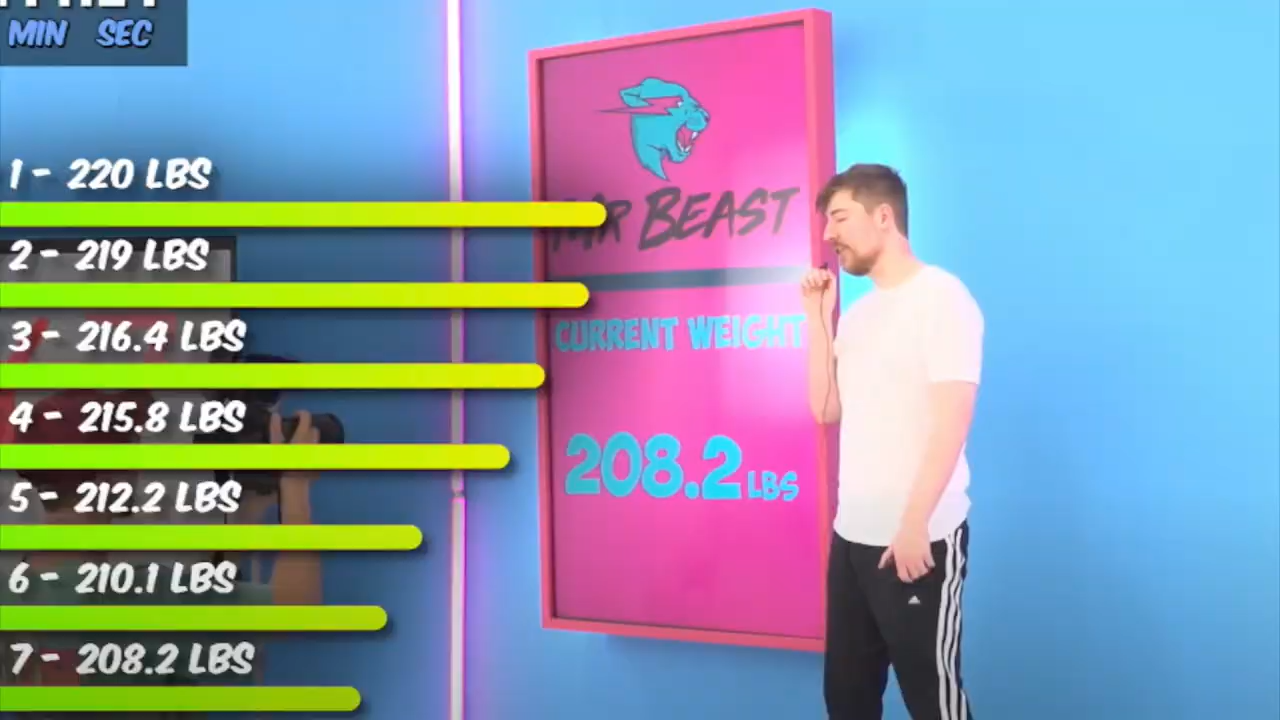 MIN SEC
1 - 220 LBS
2 - 219 LBS
3 - 216.4 LBS
4 - 215.8 LBS
5 - 212.2 LBS
6 - 210.1 LBS
7 - 208.2 LBS
MR BEAST
CURRENT WEIGHT
208.2 LBS